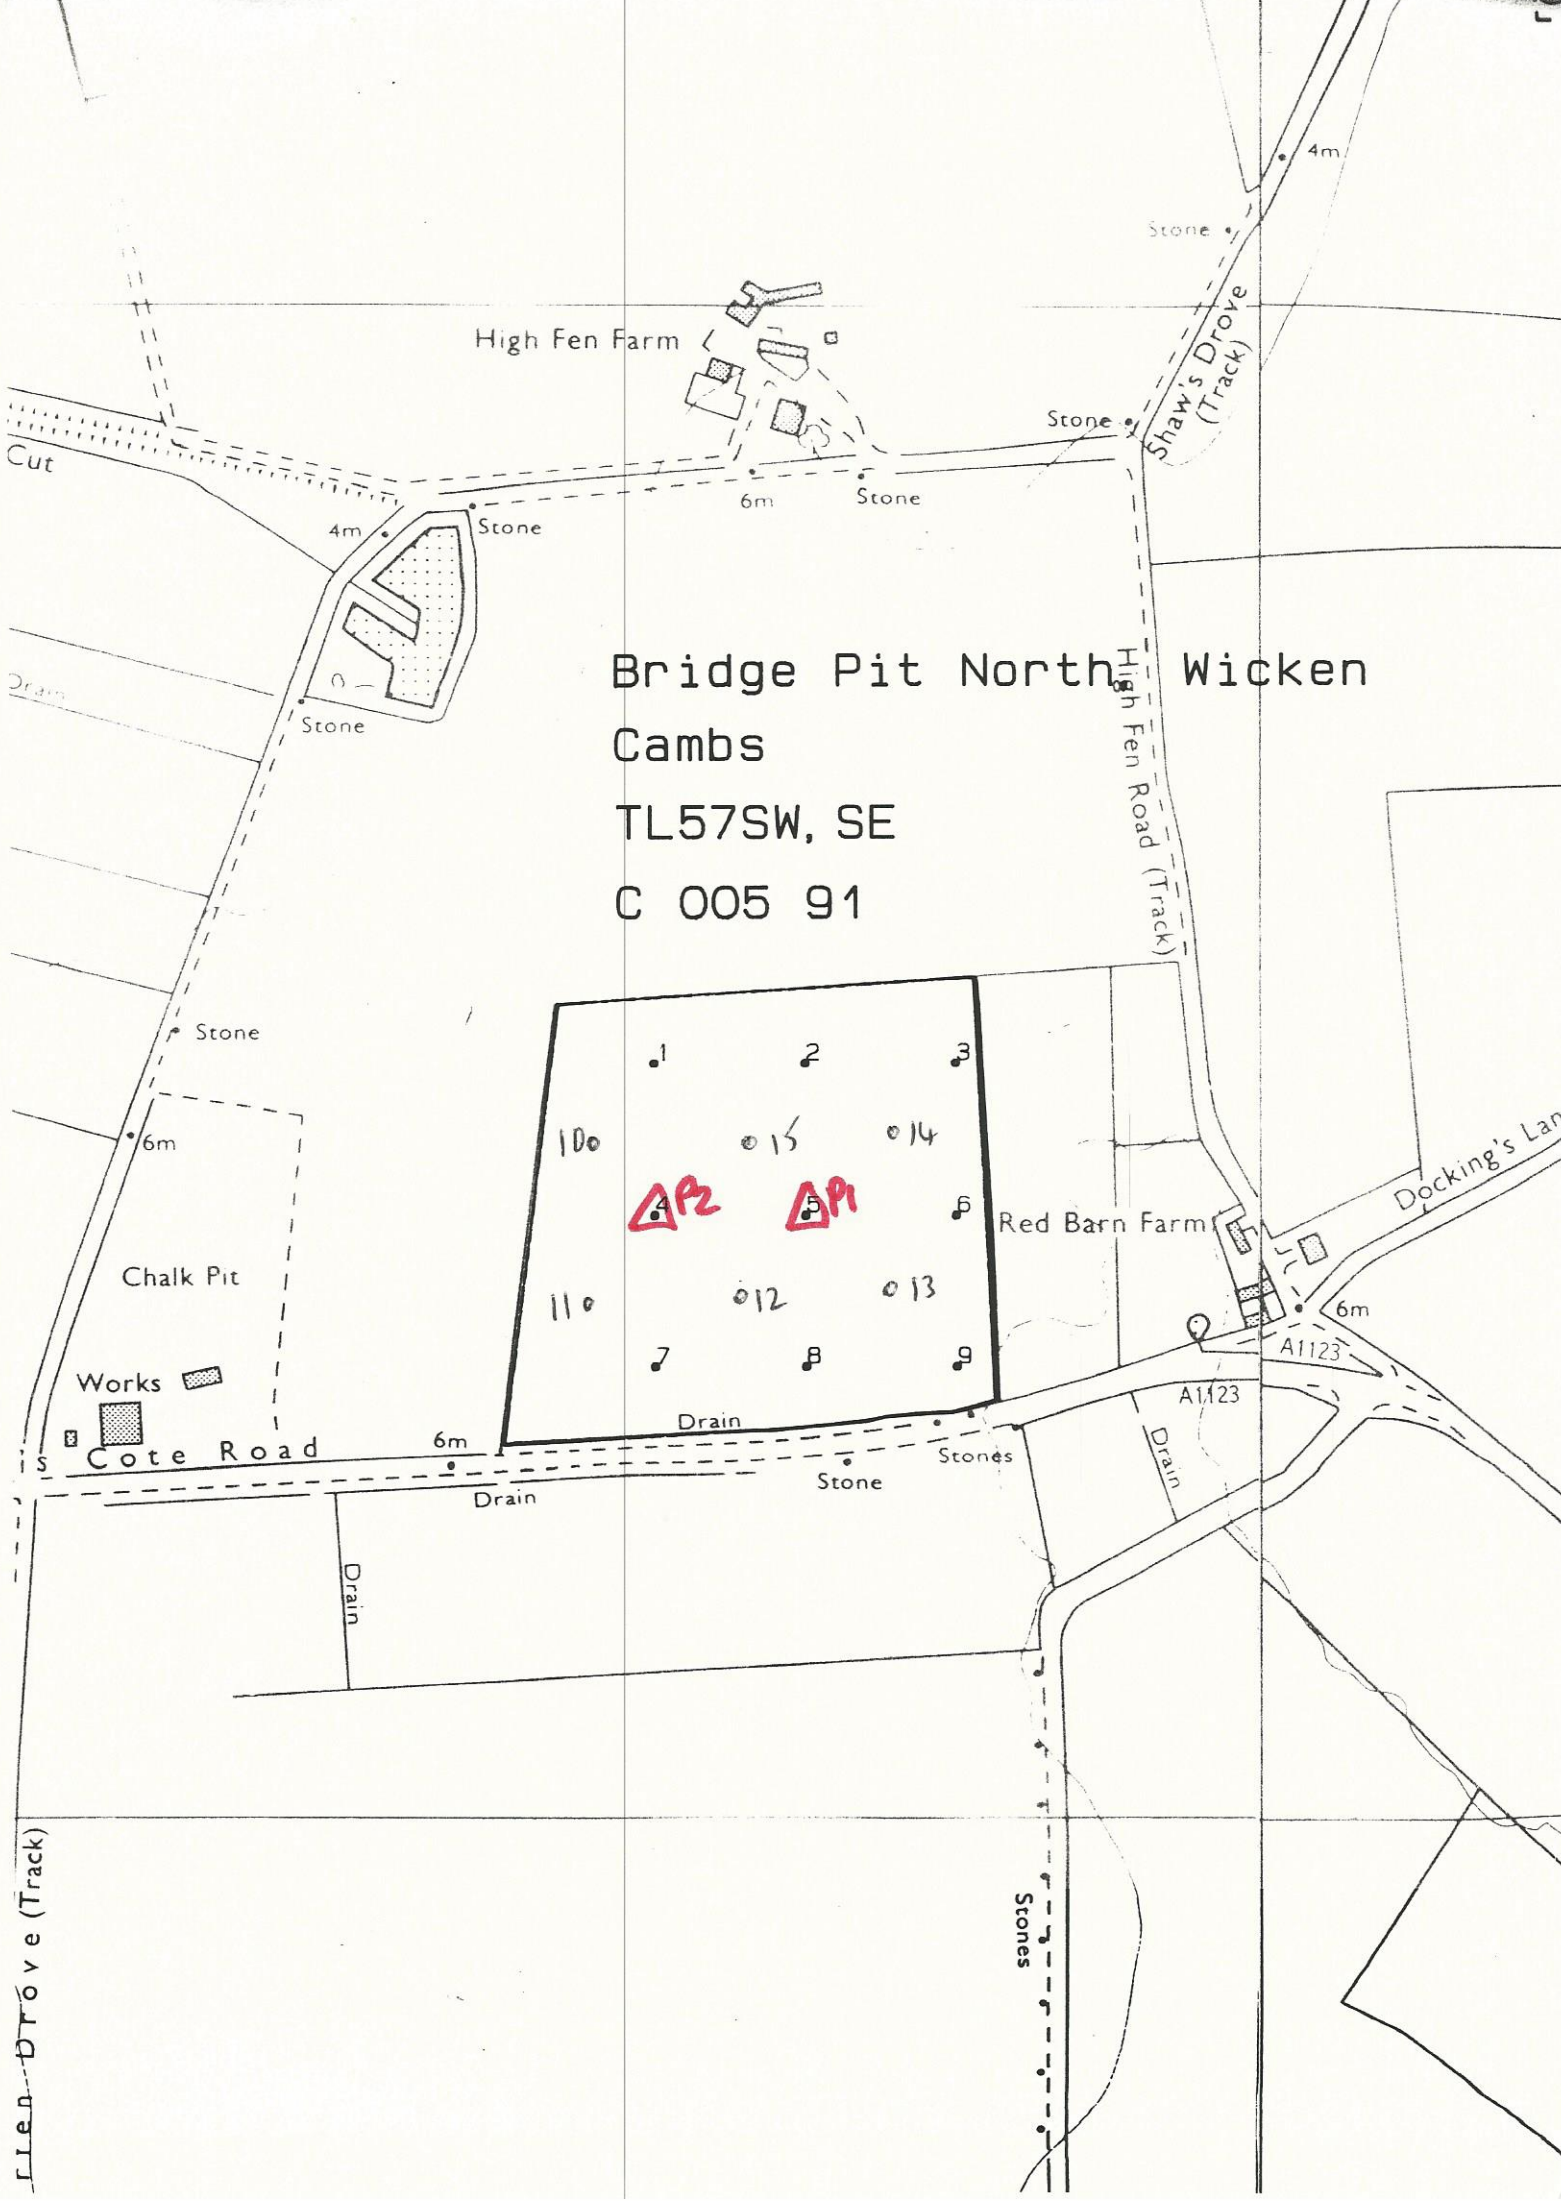 4m
Stone
Shaw's Drove
(Track)
High Fen Farm
Stone
Cut
6m
Stone
4m
Stone
Bridge Pit North, Wicken
Drain
Stone
High Fen Road (Track)
Cambs
TL57SW, SE
C 005 91
Stone
1
2
3
6m
10
15
14
Docking's Lan
4
P2
5
P1
6
Red Barn Farm
Chalk Pit
11
12
13
6m
A1123
7
8
9
Works
A1123
Drain
S
Cote Road
6m
Stones
Drain
Stone
Drain
Drain
Stones
Drove (Track)